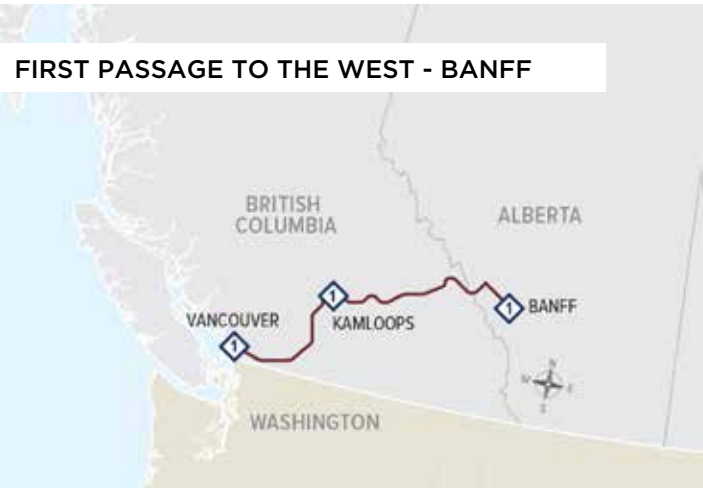 FIRST PASSAGE TO THE WEST - BANFF
BRITISH
COLUMBIA
ALBERTA
1
KAMLOOPS
1
BANFF
VANCOUVER
1
N
W
E
S
WASHINGTON